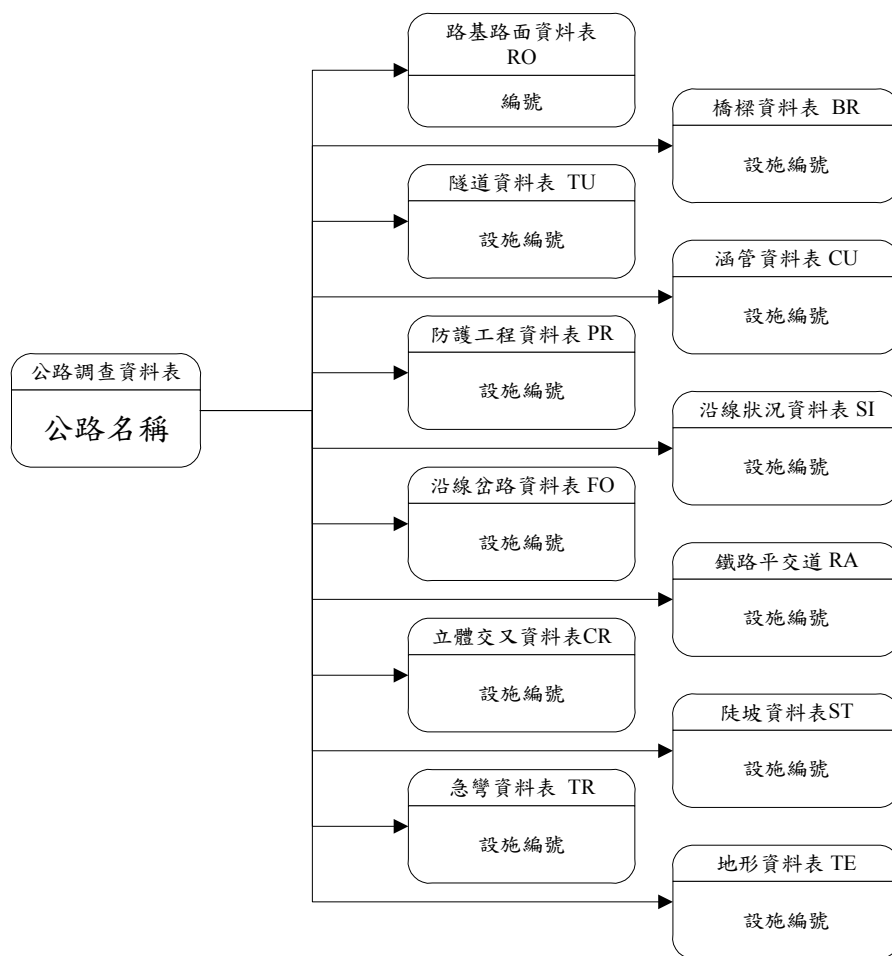 路基路面資料表
RO
編號
橋樑資料表 BR
設施編號
隧道資料表 TU
設施編號
涵管資料表 CU
設施編號
防護工程資料表 PR
設施編號
公路調查資料表
公路名稱
沿線狀況資料表 SI
設施編號
沿線岔路資料表 FO
設施編號
鐵路平交道 RA
設施編號
立體交又資料表CR
設施編號
陡坡資料表ST
設施編號
急彎資料表 TR
設施編號
地形資料表 TE
設施編號